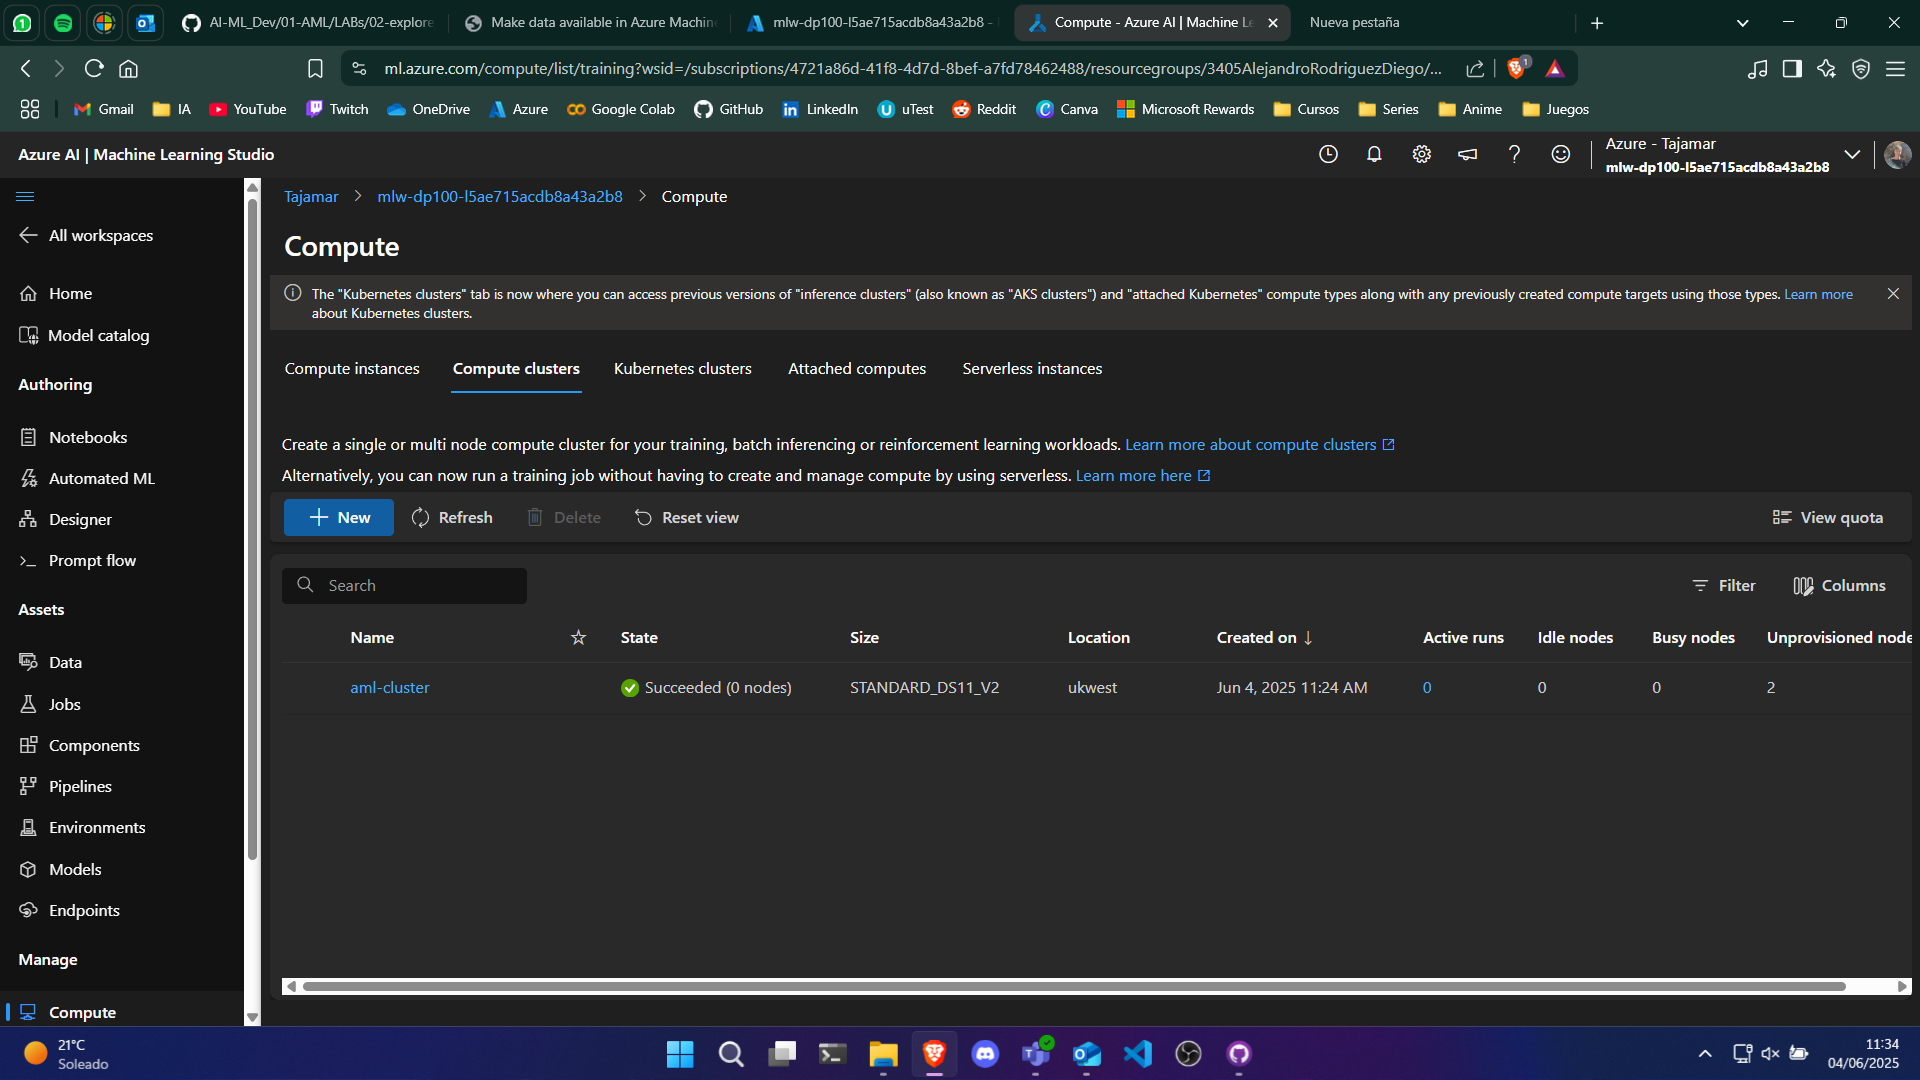 AI-ML_Dev/01-AML/LABs/02-explore
Make data available in Azure Machin
mlw-dp100-l5ae715acdb8a43a2b8 -
Compute - Azure AI | Machine Le
Nueva pestaña
ml.azure.com/compute/list/training?wsid=/subscriptions/4721a86d-41f8-4d7d-8bef-a7fd78462488/resourcegroups/3405AlejandroRodriguezDiego/...
1
Gmail
IA
YouTube
Twitch
OneDrive
Azure
Google Colab
GitHub
LinkedIn
uTest
Reddit
Canva
Microsoft Rewards
Cursos
Series
Anime
Juegos
Azure AI | Machine Learning Studio
Azure - Tajamar
mlw-dp100-l5ae715acdb8a43a2b8
All workspaces
Home
Model catalog
Authoring
Notebooks
Automated ML
Designer
Prompt flow
Assets
Data
Jobs
Components
Pipelines
Environments
Models
Endpoints
Manage
Compute
Tajamar > mlw-dp100-l5ae715acdb8a43a2b8 > Compute
Compute
The "Kubernetes clusters" tab is now where you can access previous versions of "inference clusters" (also known as "AKS clusters") and "attached Kubernetes" compute types along with any previously created compute targets using those types. Learn more
about Kubernetes clusters.
Compute instances
Compute clusters
Kubernetes clusters
Attached computes
Serverless instances
Create a single or multi node compute cluster for your training, batch inferencing or reinforcement learning workloads. Learn more about compute clusters
Alternatively, you can now run a training job without having to create and manage compute by using serverless. Learn more here
New
Refresh
Delete
Reset view
View quota
Search
Filter
Columns
Name State Size Location Created on ↓ Active runs Idle nodes Busy nodes Unprovisioned node
aml-cluster Succeeded (0 nodes) STANDARD_DS11_V2 ukwest Jun 4, 2025 11:24 AM 0 0 0 2
21°C
Soleado
11:34
04/06/2025